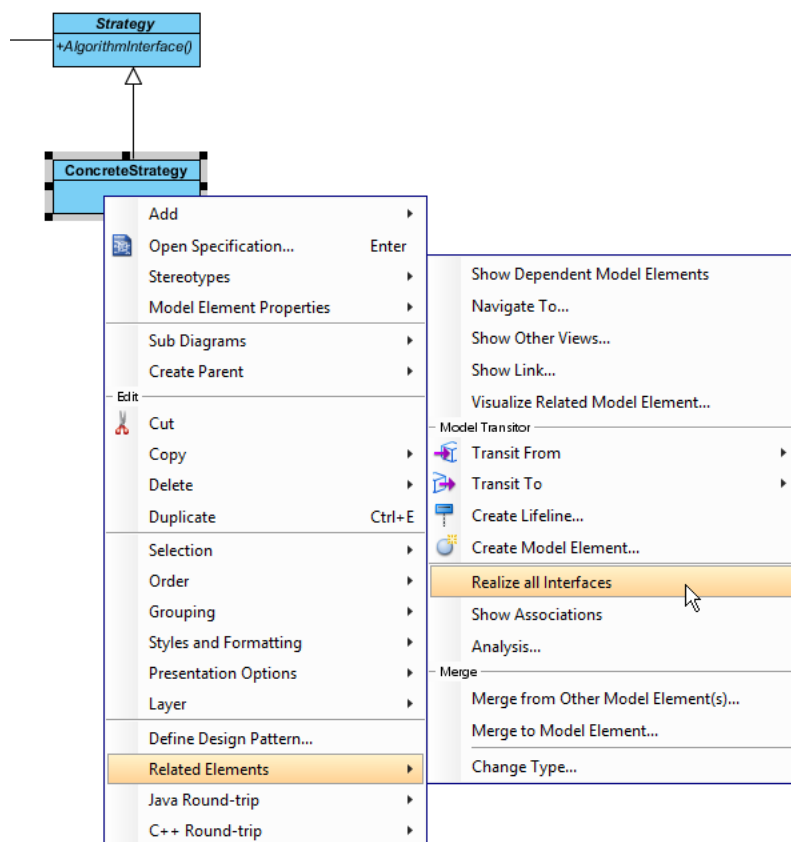 Strategy
+AlgorithmInterface()
ConcreteStrategy
Add
Open Specification... Enter
Stereotypes
Model Element Properties
Sub Diagrams
Create Parent
Edit
Cut
Copy
Delete
Duplicate Ctrl+E
Selection
Order
Grouping
Styles and Formatting
Presentation Options
Layer
Define Design Pattern...
Related Elements
Java Round-trip
C++ Round-trip
Show Dependent Model Elements
Navigate To...
Show Other Views...
Show Link...
Visualize Related Model Element...
Model Transitor
Transit From
Transit To
Create Lifeline...
Create Model Element...
Realize all Interfaces
Show Associations
Analysis...
Merge
Merge from Other Model Element(s)...
Merge to Model Element...
Change Type...